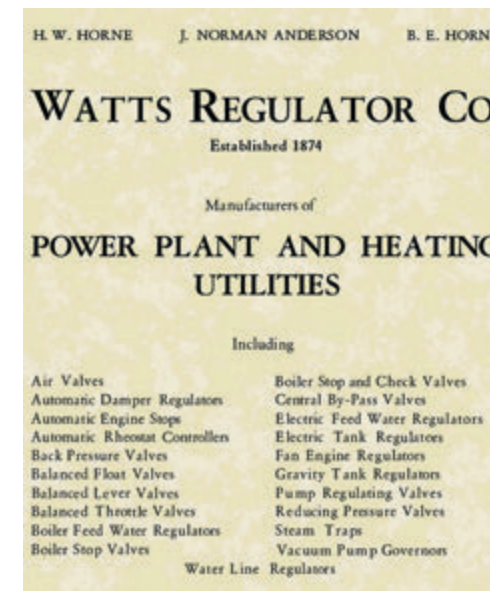 H. W. HORNE J. NORMAN ANDERSON B. E. HORN
WATTS REGULATOR CO
Established 1874
Manufacturers of
POWER PLANT AND HEATING
UTILITIES
Including
Air Valves
Automatic Damper Regulators
Automatic Engine Stops
Automatic Rheostat Controllers
Back Pressure Valves
Balanced Float Valves
Balanced Lever Valves
Balanced Throttle Valves
Boiler Feed Water Regulators
Boiler Stop Valves
Boiler Stop and Check Valves
Central By-Pass Valves
Electric Feed Water Regulators
Electric Tank Regulators
Fan Engine Regulators
Gravity Tank Regulators
Pump Regulating Valves
Reducing Pressure Valves
Steam Traps
Vacuum Pump Governors
Water Line Regulators